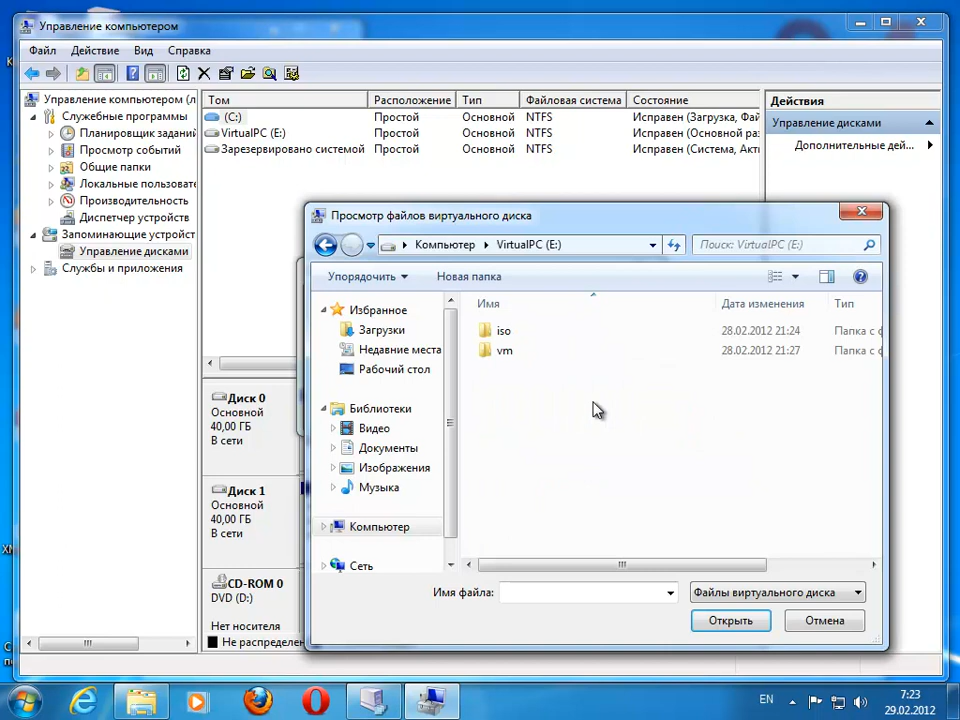 Управление компьютером
Файл Действие Вид Справка
Управление компьютером (л
Служебные программы
Планировщик заданий
Просмотр событий
Общие папки
Локальные пользоват
Производительность
Диспетчер устройств
Запоминающие устройст
Управление дисками
Службы и приложения
Том Расположение Тип Файловая система Состояние
(C:) Простой Основной NTFS Исправен (Загрузка, Фай
VirtualPC (E:) Простой Основной NTFS Исправен (Основной раз
Зарезервировано системой Простой Основной NTFS Исправен (Система, Акти
Действия
Управление дисками
Дополнительные дей...
Диск 0
Основной
40,00 ГБ
В сети
Диск 1
Основной
40,00 ГБ
В сети
CD-ROM 0
DVD (D:)
Нет носителя
Не распределен
Просмотр файлов виртуального диска
Компьютер VirtualPC (E:)
Поиск: VirtualPC (E:)
Упорядочить Новая папка
Избранное
Загрузки
Недавние места
Рабочий стол
Библиотеки
Видео
Документы
Изображения
Музыка
Компьютер
Сеть
Имя Дата изменения Тип
iso 28.02.2012 21:24 Папка с ф
vm 28.02.2012 21:27 Папка с ф
Имя файла: Файлы виртуального диска
Открыть Отмена
EN
7:23
29.02.2012